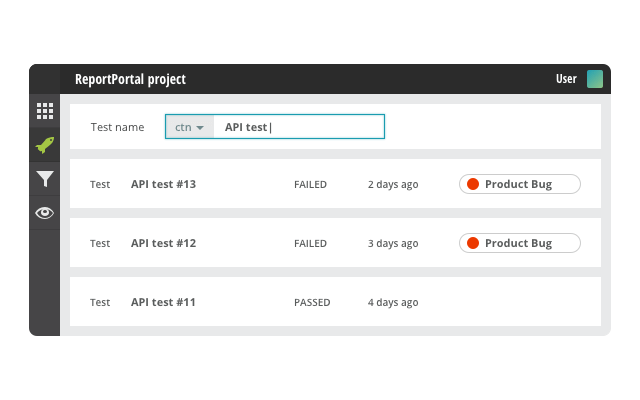 ReportPortal project User
Test name ctn API test
Test API test #13 FAILED 2 days ago Product Bug
Test API test #12 FAILED 3 days ago Product Bug
Test API test #11 PASSED 4 days ago